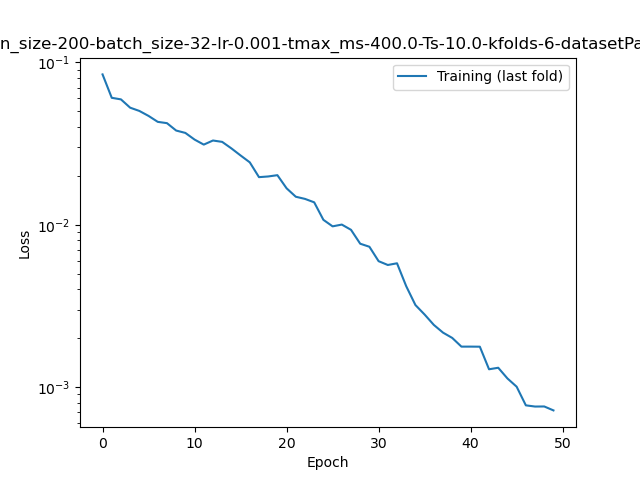 n_size-200-batch_size-32-lr-0.001-tmax_ms-400.0-Ts-10.0-kfolds-6-datasetPa
Training (last fold)
10⁻¹
10⁻²
10⁻³
Loss
0 10 20 30 40 50
Epoch